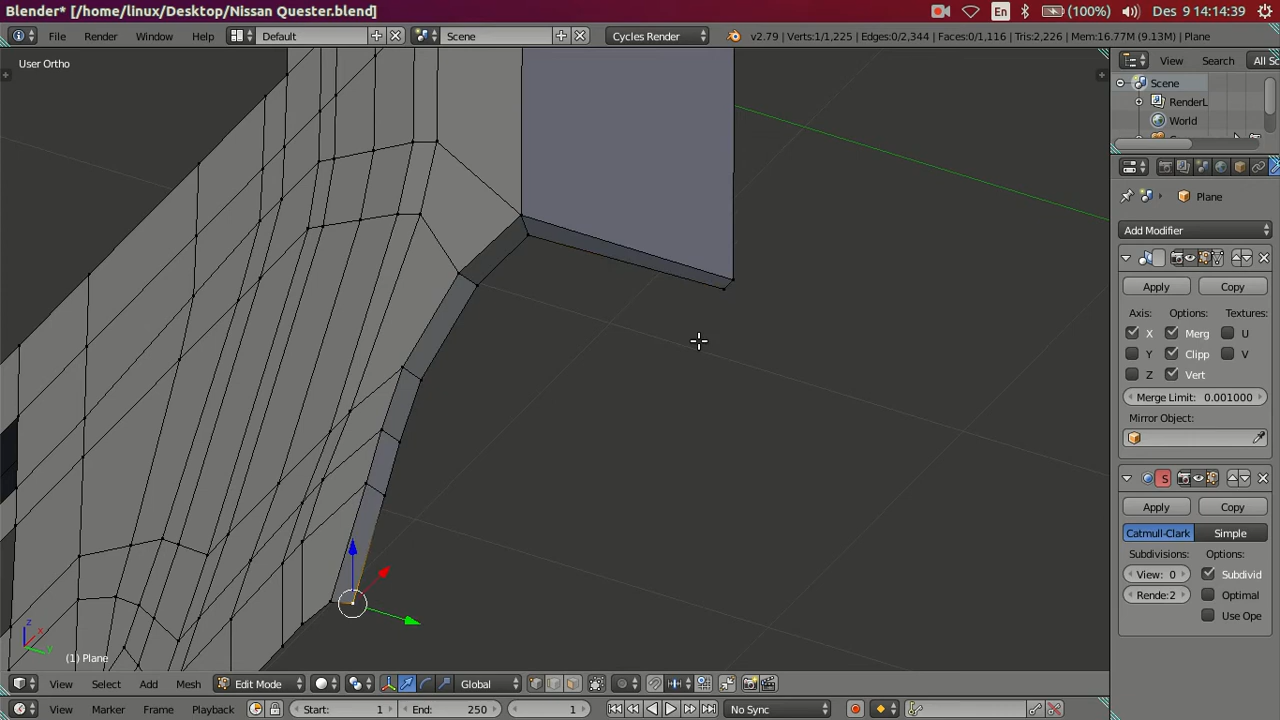 Blender* [/home/linux/Desktop/Nissan Quester.blend] En (100%) Des 9 14:14:39
File Render Window Help Default Scene Cycles Render v2.79 | Verts:1/1,225 | Edges:0/2,344 | Faces:0/1,116 | Tris:2,226 | Mem:16.77M (9.13M) | Plane
User Ortho
View Search All Sc
Scene
RenderL
World
Plane
Add Modifier
Apply Copy
Axis: Options: Textures:
X Merg U
Y Clipp V
Z Vert
Merge Limit: 0.001000
Mirror Object:
S
Apply Copy
Catmull-Clark Simple
Subdivisions: Options:
View: 0 Subdivid
Rende: 2 Optimal
Use Ope
z
x
y
(1) Plane
View Select Add Mesh Edit Mode Global
View Marker Frame Playback Start: 1 End: 250 1 No Sync